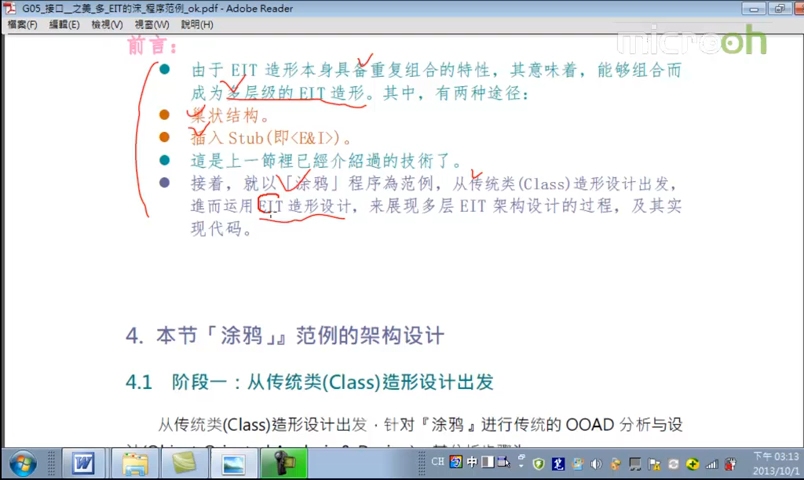 G05_接口__之美_多_EIT的涂_程序范例_ok.pdf - Adobe Reader
檔案(F) 編輯(E) 檢視(V) 視窗(W) 說明(H)
microoh
前言：
由于 EIT 造形本身具备重复组合的特性，其意味着，能够组合而
成为多层级的 EIT 造形。其中，有两种途径：
巢状结构。
插入 Stub(即<E&I>)。
這是上一節裡已經介紹過的技術了。
接着，就以「涂鸦」程序為范例，从传统类(Class)造形设计出发，
進而运用 EIT 造形设计，来展现多层 EIT 架构设计的过程，及其实
现代码。
4. 本节「涂鸦」』范例的架构设计
4.1 阶段一：从传统类(Class)造形设计出发
从传统类(Class)造形设计出发，针对『涂鸦』进行传统的 OOAD 分析与设
CH 中
下午 03:13
2013/10/1